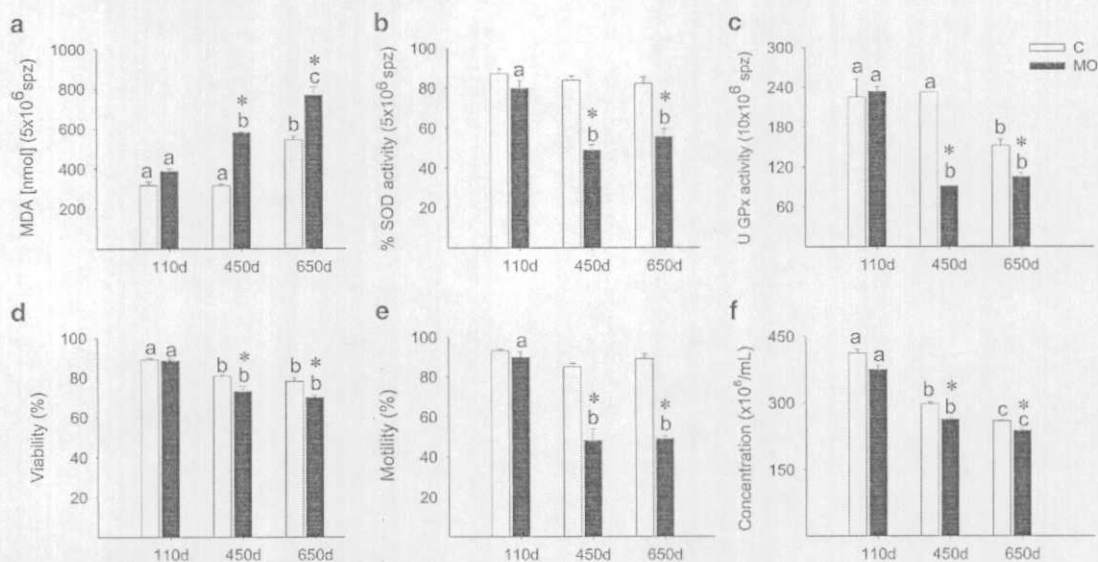 a
MDA [nmol] (5x10⁶ spz)
1000
800
600
400
200
a a
a * b
b * c
110d 450d 650d
b
% SOD activity (5x10⁶ spz)
100
80
60
40
20
a
* b
* b
110d 450d 650d
c
U GPx activity (10x10⁶ spz)
300
240
180
120
60
a a
a * b
b * b
110d 450d 650d
C
MO
d
Viability (%)
100
80
60
40
20
a a
b * b
b * b
110d 450d 650d
e
Motility (%)
100
80
60
40
20
a
* b
* b
110d 450d 650d
f
Concentration (x10⁶/mL)
450
300
150
a a
b * b
c * c
110d 450d 650d